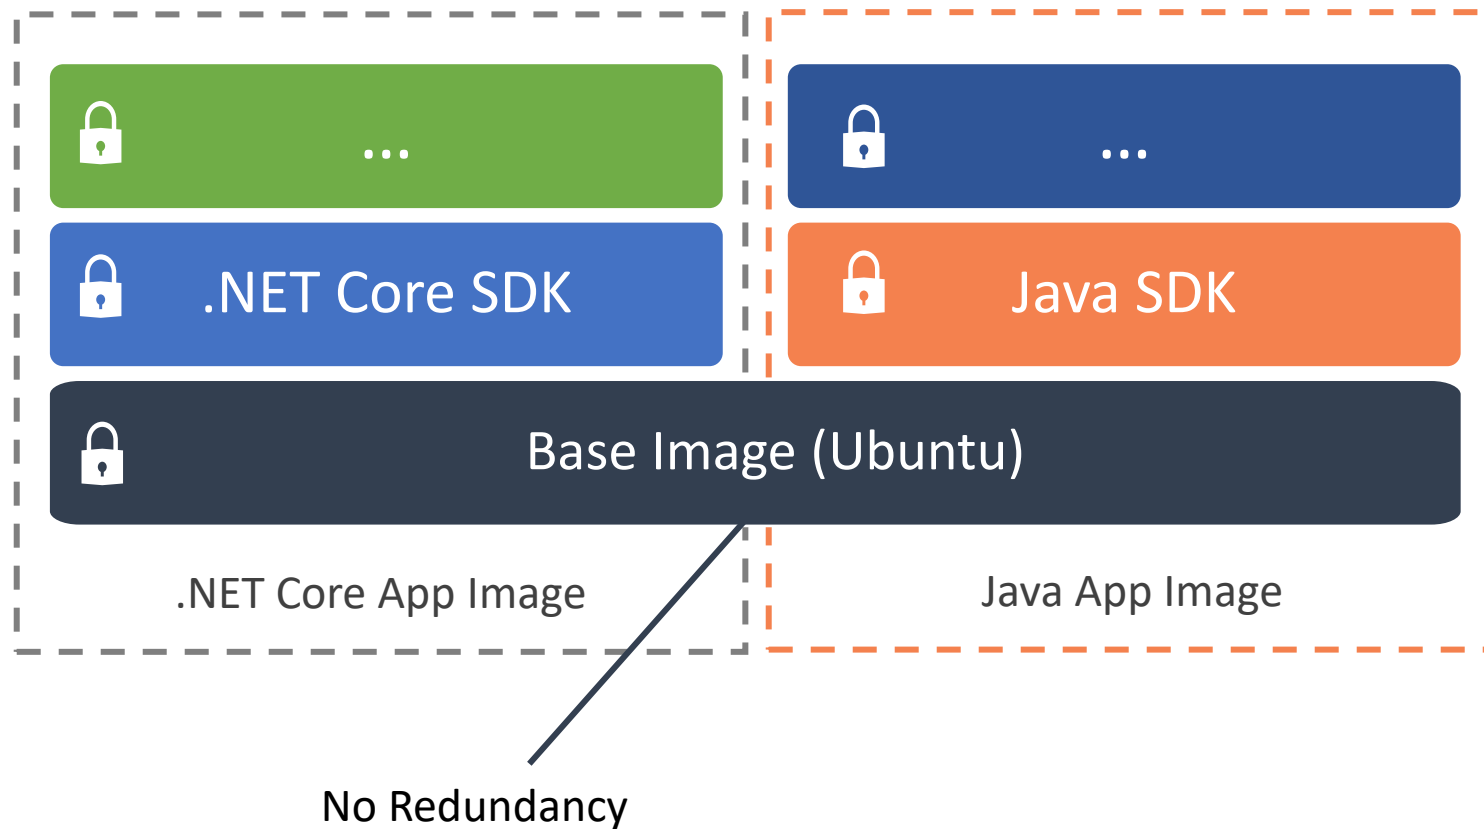 ...
...
.NET Core SDK
Java SDK
Base Image (Ubuntu)
.NET Core App Image
Java App Image
No Redundancy